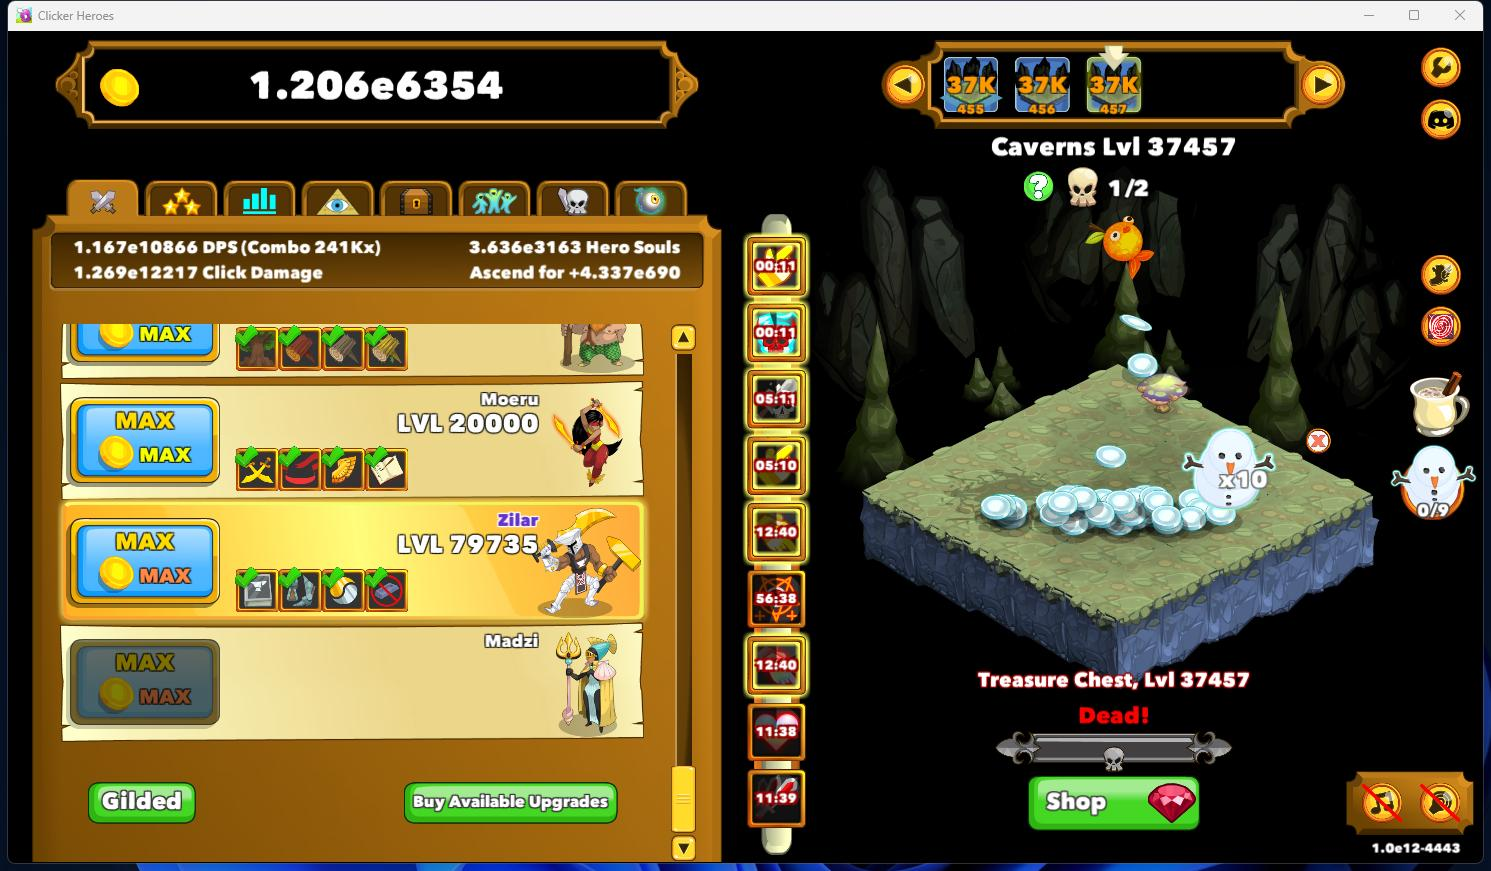 Clicker Heroes
1.206e6354
37K
455
37K
456
37K
457
Caverns Lvl 37457
1/2
1.167e10866 DPS (Combo 241Kx)
3.636e3163 Hero Souls
1.269e12217 Click Damage
Ascend for +4.337e690
MAX
Moeru
LVL 20000
MAX
MAX
Zilar
LVL 79735
MAX
MAX
Madzi
MAX
MAX
Gilded
Buy Available Upgrades
00:11
00:11
05:11
05:10
12:40
56:38
12:40
11:38
11:39
x10
0/9
Treasure Chest, Lvl 37457
Dead!
Shop
1.0e12-4443